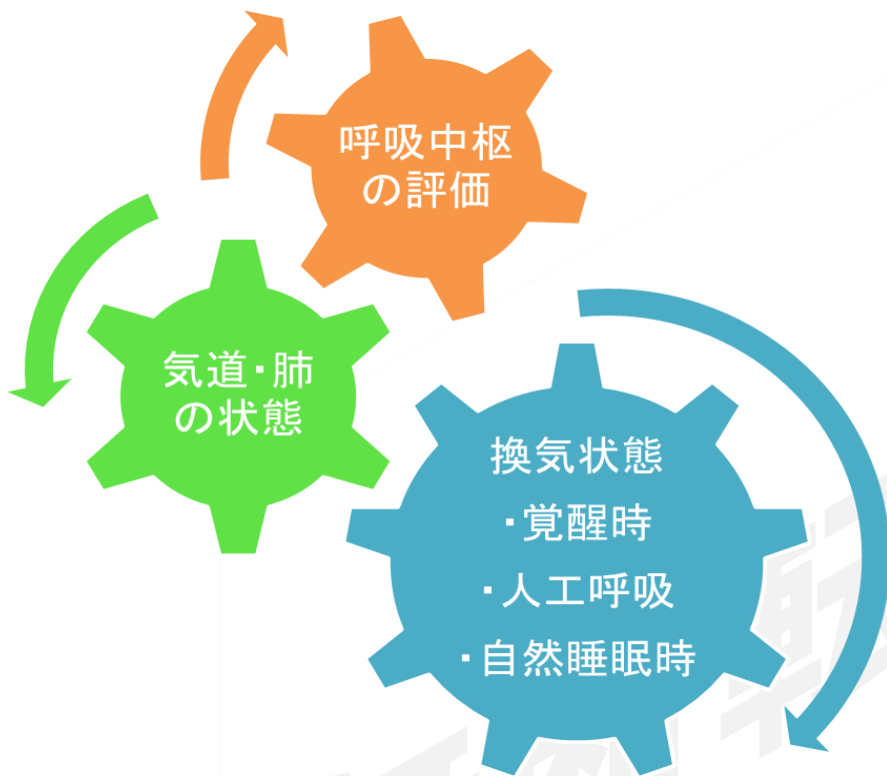 呼吸中枢
の評価
気道・肺
の状態
換気状態
・覚醒時
・人工呼吸
・自然睡眠時